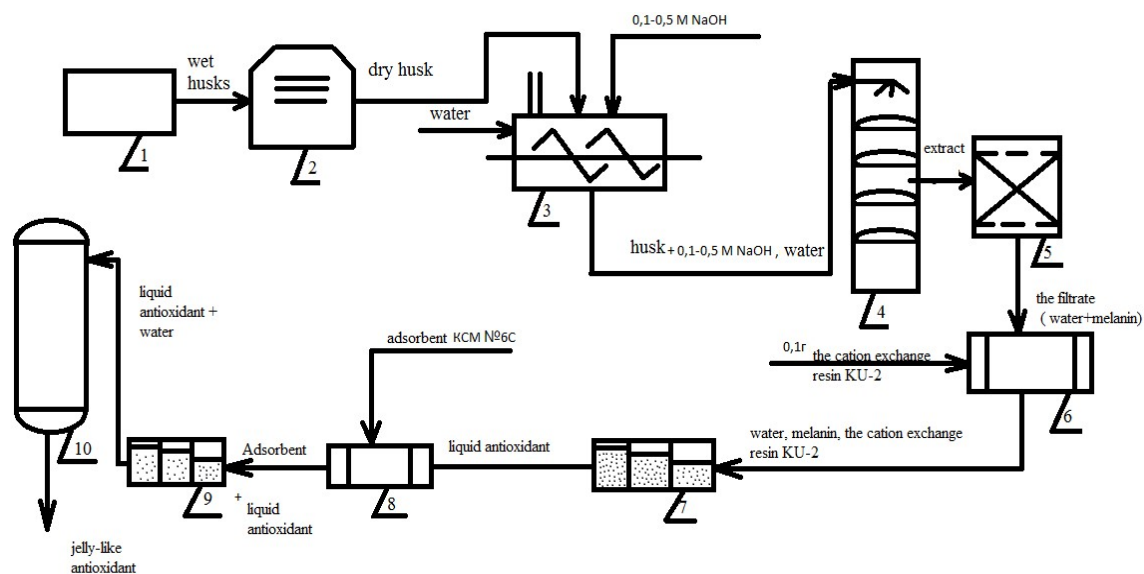 0,1-0,5 M NaOH
wet
husks
dry husk
water
1
2
3
extract
husk + 0,1-0,5 M NaOH , water
4
5
the filtrate
( water+melanin)
liquid
antioxidant +
water
adsorbent КСМ №6С
0,1г the cation exchange
resin KU-2
6
10
Adsorbent
+ liquid
antioxidant
9
8
liquid antioxidant
water, melanin, the cation exchange
resin KU-2
7
jelly-like
antioxidant